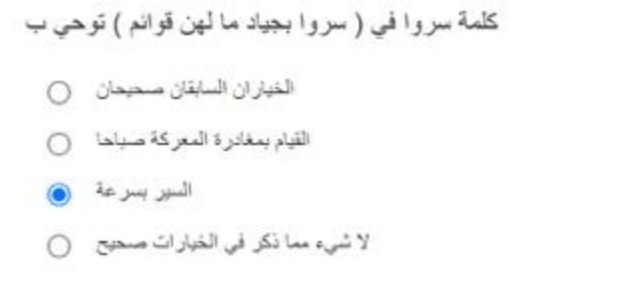 كلمة سروا في ( سروا بجياد ما لهن قوائم ) توحي ب
الخياران السابقان صحيحان
القيام بمغادرة المعركة صباحا
السير بسرعة
لا شيء مما ذكر في الخيارات صحيح